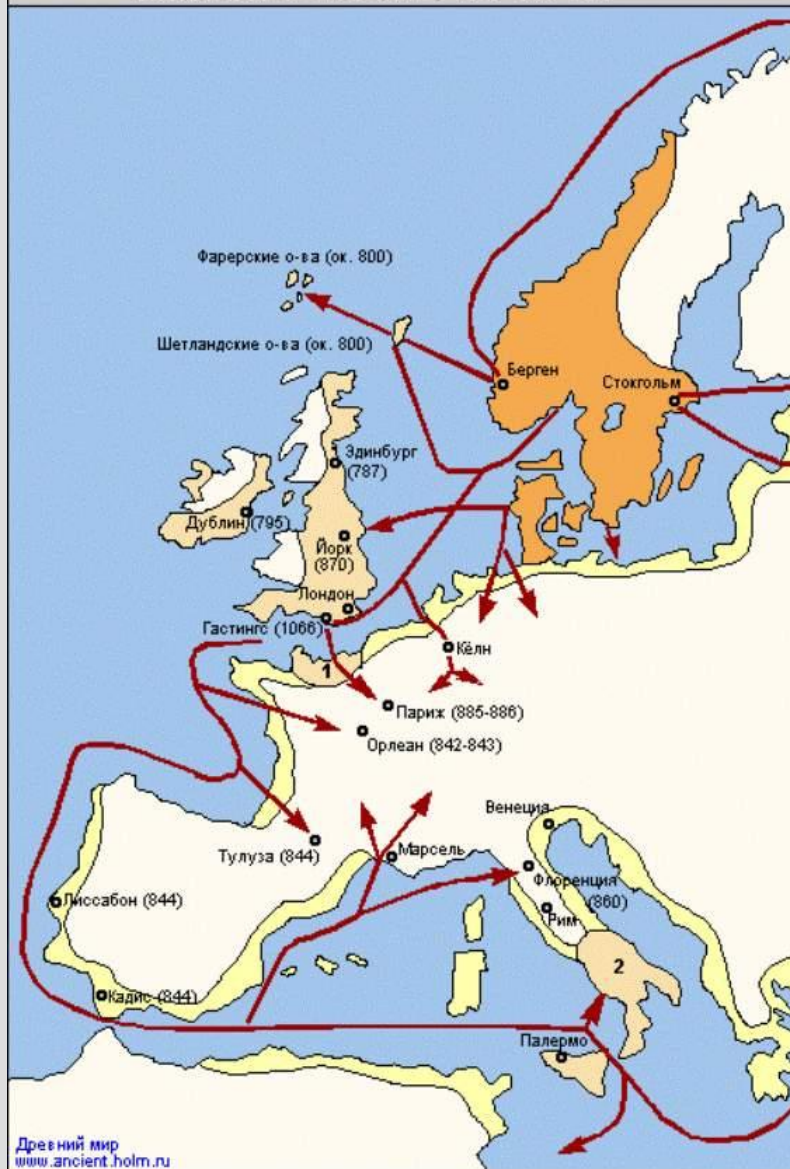 Фарерские о-ва (ок. 800)
Шетландские о-ва (ок. 800)
Берген
Стокгольм
Эдинбург
(787)
Дублин (795)
Йорк
(870)
Лондон
Гастингс (1066)
Кёлн
1
Париж (885-886)
Орлеан (842-843)
Венеция
Тулуза (844)
Марсель
Флоренция
(860)
Лиссабон (844)
Рим
2
Кадис (844)
Палермо
Древний мир
www.ancient.holm.ru